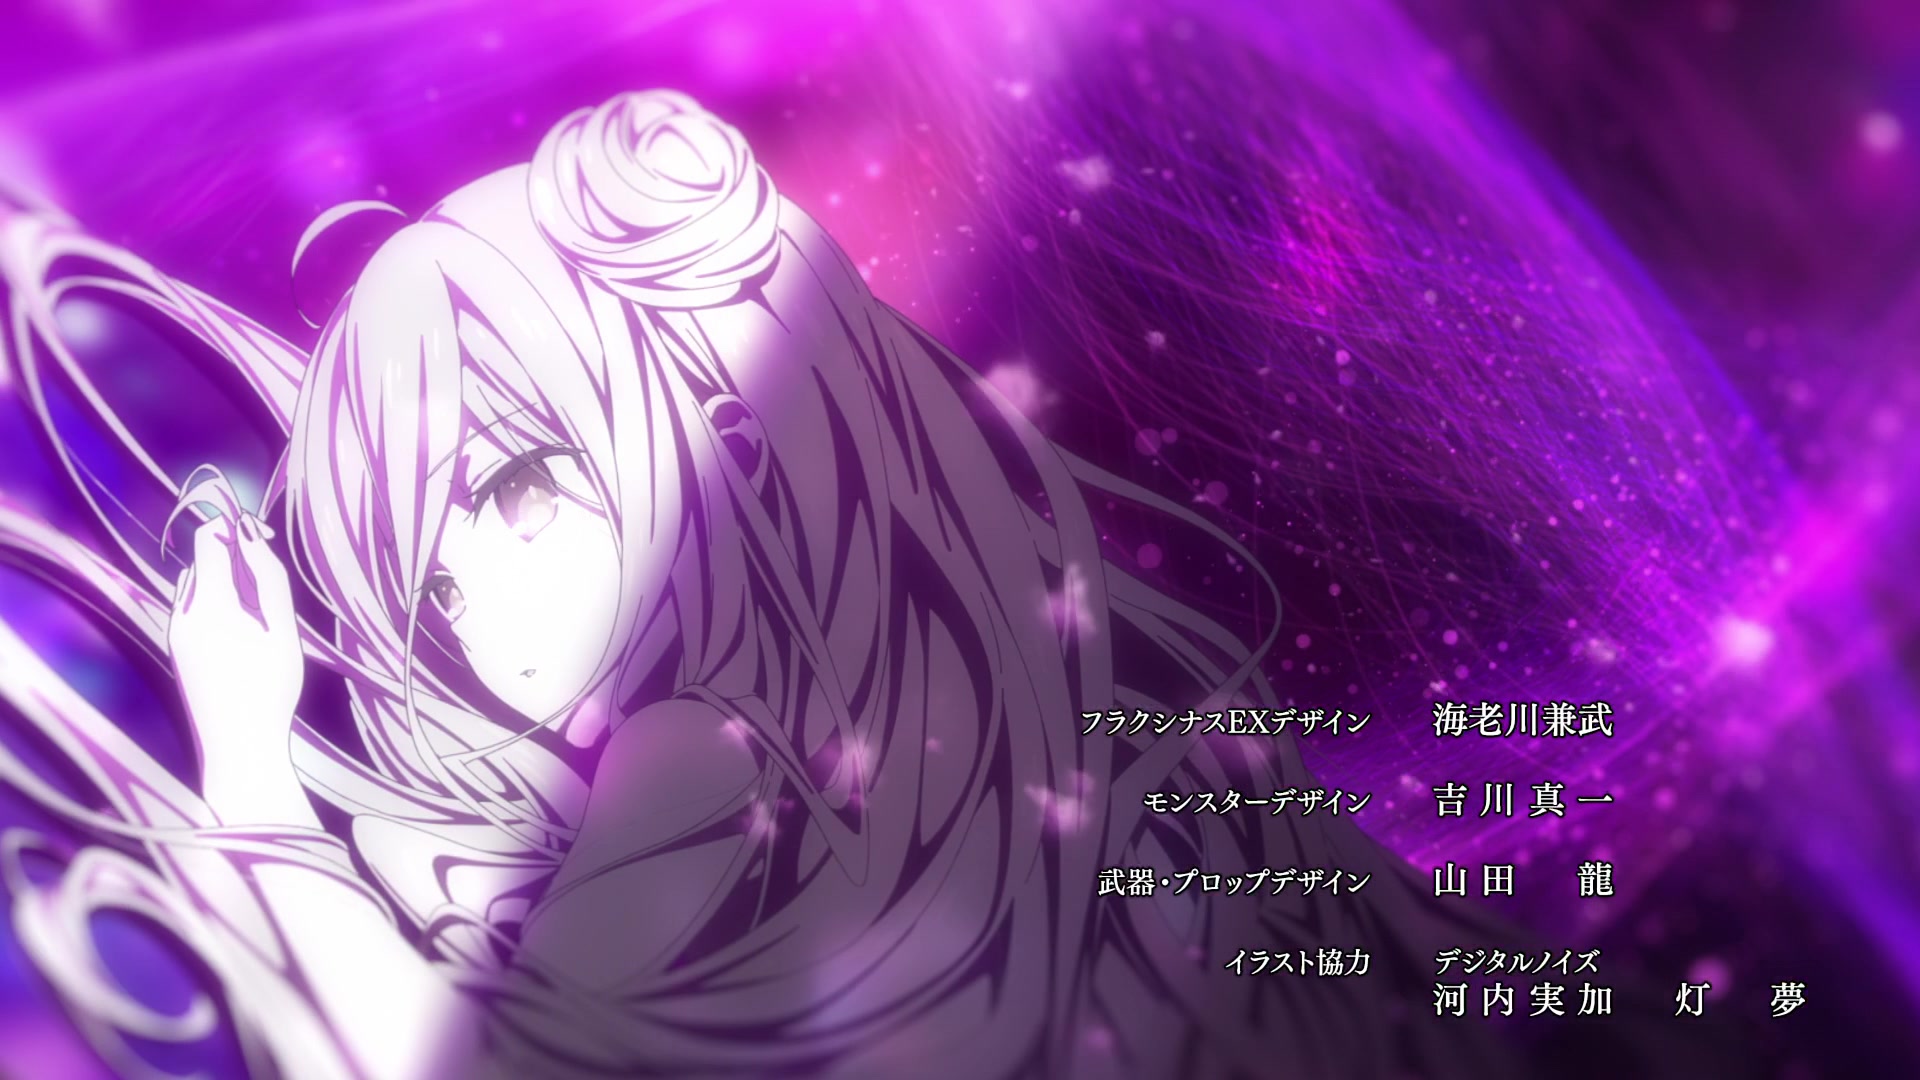 フラクシナスEXデザイン　海老川兼武
モンスターデザイン　吉川真一
武器・プロップデザイン　山田　龍
イラスト協力　デジタルノイズ
河内実加　灯　夢